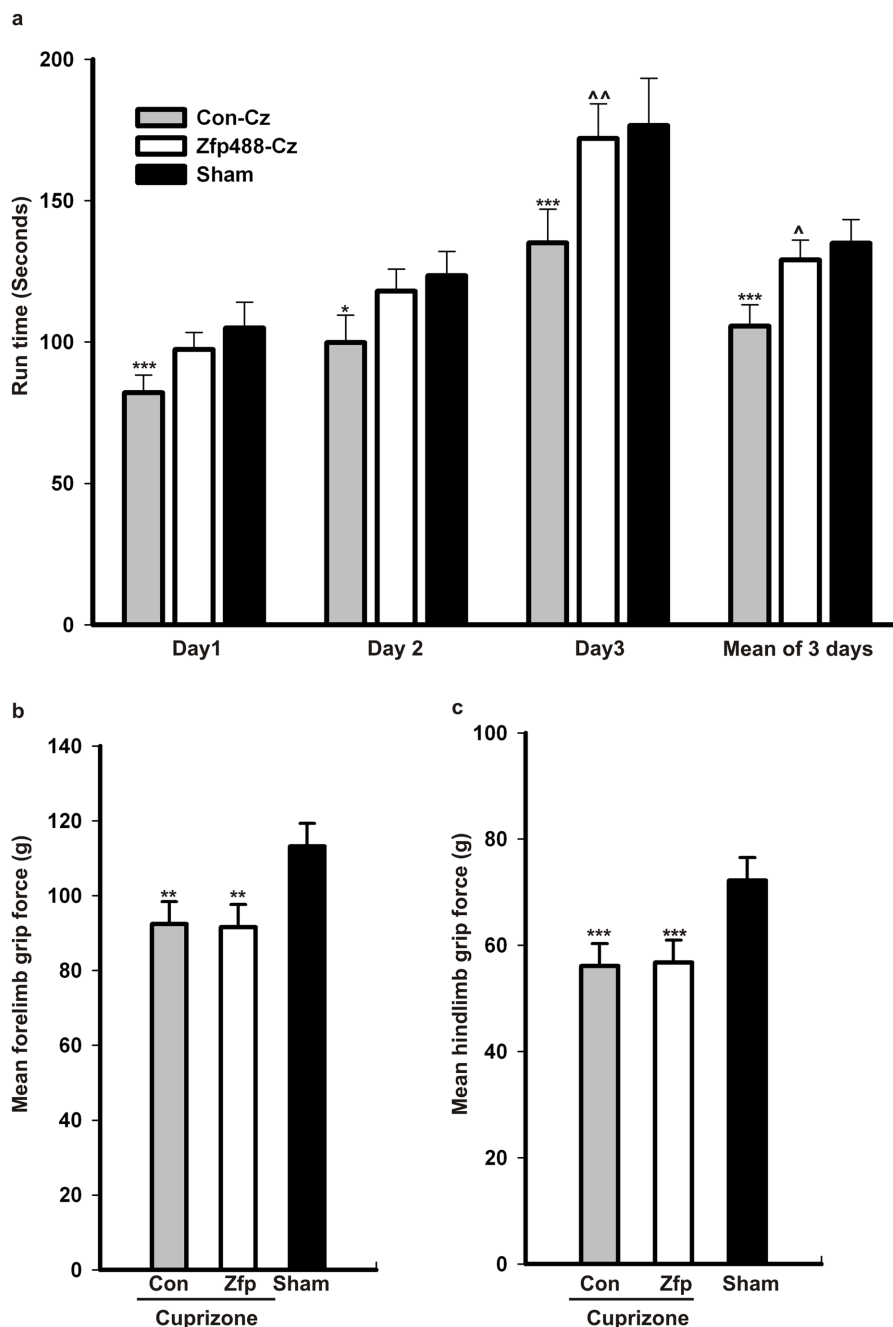 a
Run time (Seconds)
200
150
100
50
0
Con-Cz
Zfp488-Cz
Sham
***
*
***
^^
***
^
Day1 Day 2 Day3 Mean of 3 days
b
Mean forelimb grip force (g)
140
120
100
80
60
40
20
0
** **
Con Zfp Sham
Cuprizone
c
Mean hindlimb grip force (g)
100
80
60
40
20
0
*** ***
Con Zfp Sham
Cuprizone